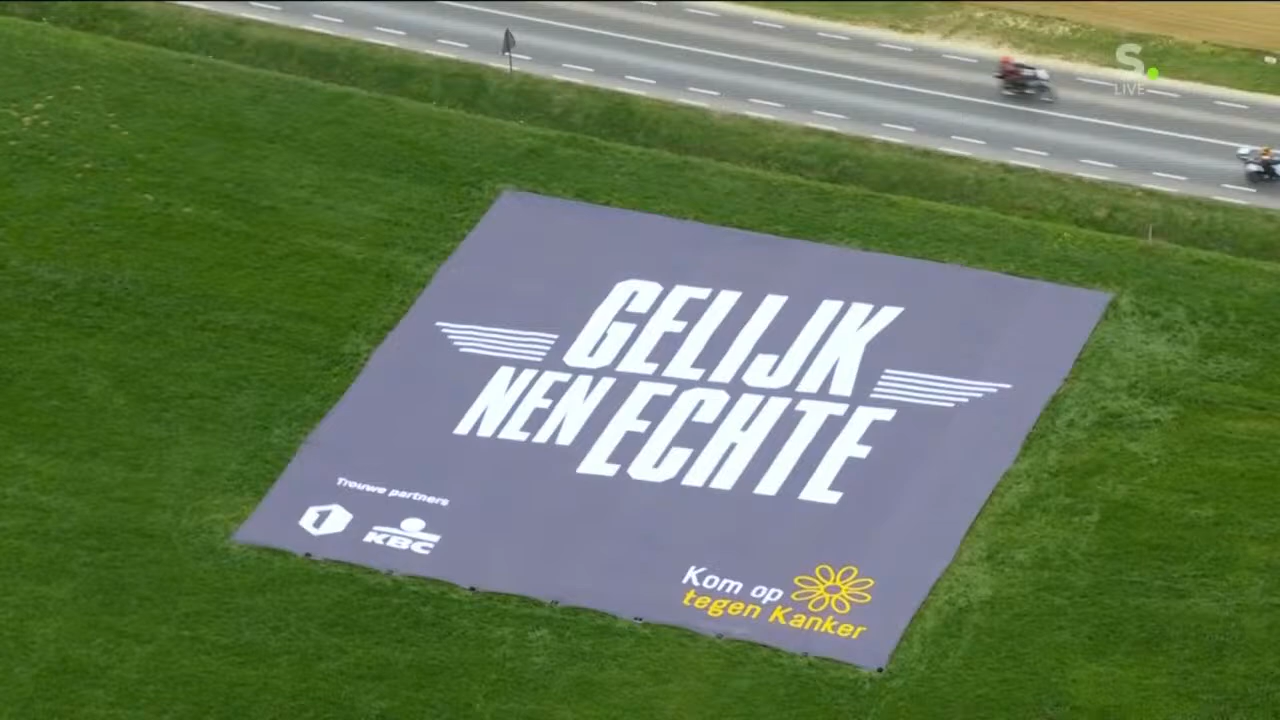 S.
LIVE
GELIJK
NEN ECHTE
Trouwe partners
1
KBC
Kom op
tegen Kanker